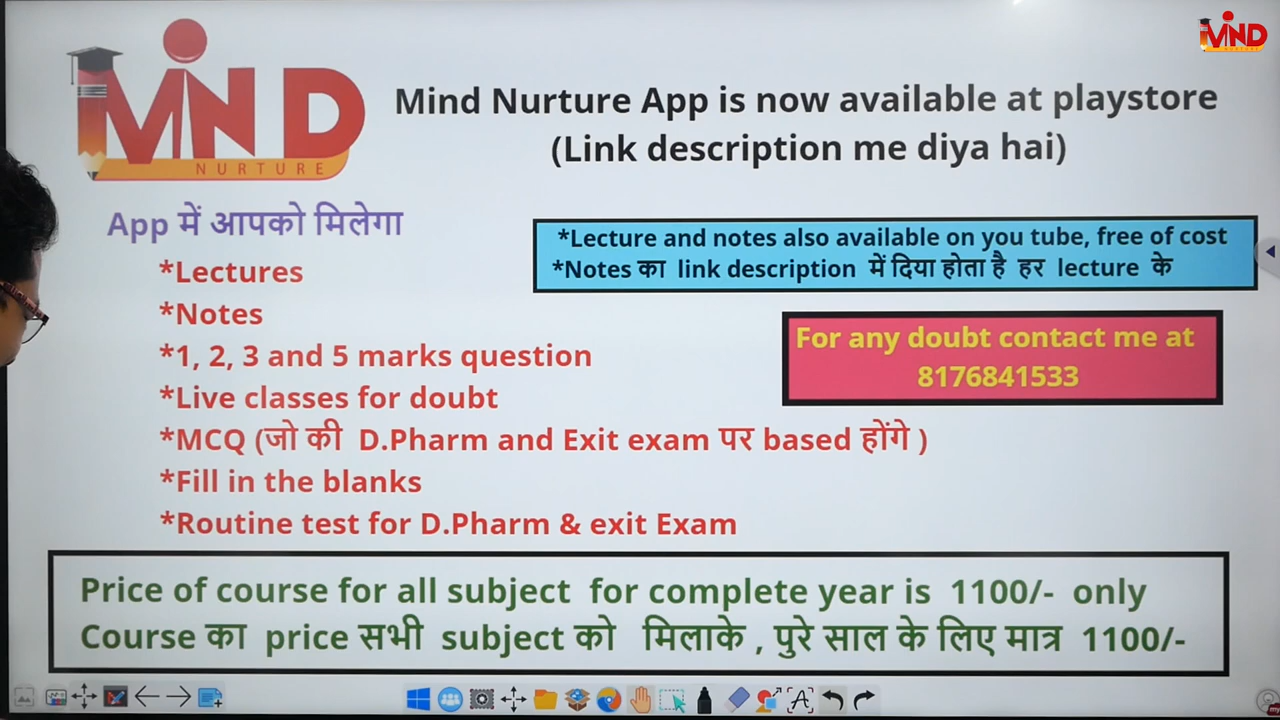 MIND
NURTURE
MIND
NURTURE
Mind Nurture App is now available at playstore
(Link description me diya hai)
App में आपको मिलेगा
*Lectures
*Notes
*1, 2, 3 and 5 marks question
*Live classes for doubt
*MCQ (जो की D.Pharm and Exit exam पर based होंगे )
*Fill in the blanks
*Routine test for D.Pharm & exit Exam
*Lecture and notes also available on you tube, free of cost
*Notes का link description में दिया होता है हर lecture के
For any doubt contact me at
8176841533
Price of course for all subject for complete year is 1100/- only
Course का price सभी subject को मिलाके , पुरे साल के लिए मात्र 1100/-